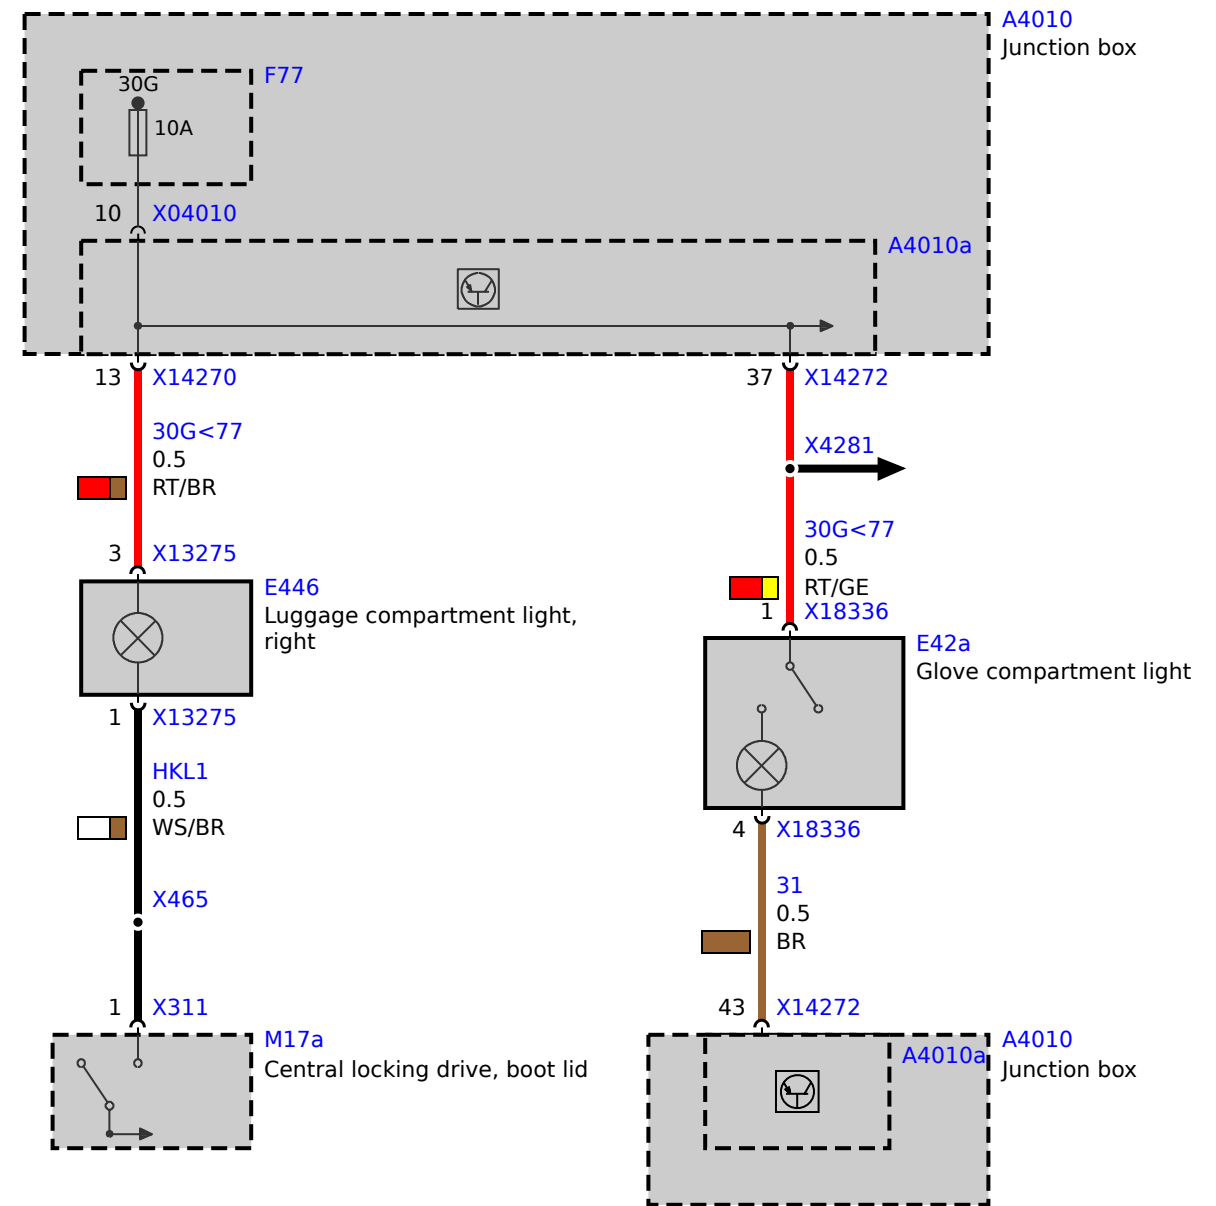 A4010
Junction box
F77
30G
10A
10 X04010
A4010a
13 X14270
37 X14272
30G<77
0.5
RT/BR
X4281
30G<77
0.5
RT/GE
3 X13275
1 X18336
E446
Luggage compartment light,
right
E42a
Glove compartment light
1 X13275
HKL1
0.5
WS/BR
4 X18336
31
0.5
BR
X465
1 X311
43 X14272
M17a
Central locking drive, boot lid
A4010a
A4010
Junction box